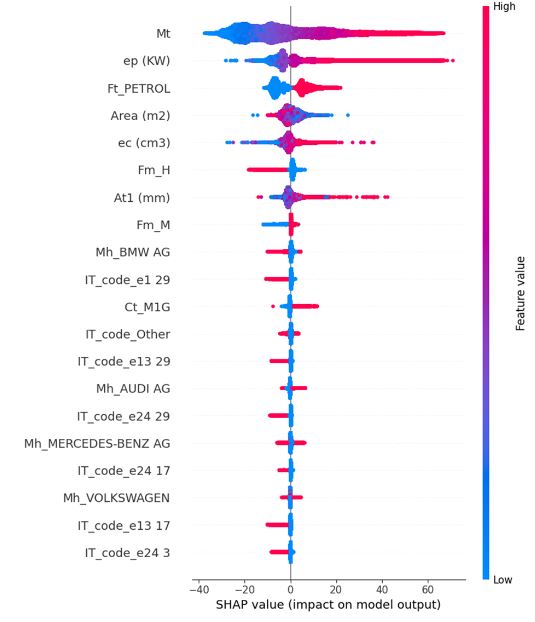 High
Mt
ep (KW)
Ft_PETROL
Area (m2)
ec (cm3)
Fm_H
At1 (mm)
Fm_M
Mh_BMW AG
IT_code_e1 29
Ct_M1G
IT_code_Other
IT_code_e13 29
Mh_AUDI AG
IT_code_e24 29
Mh_MERCEDES-BENZ AG
IT_code_e24 17
Mh_VOLKSWAGEN
IT_code_e13 17
IT_code_e24 3
Feature value
Low
−40 −20 0 20 40 60
SHAP value (impact on model output)